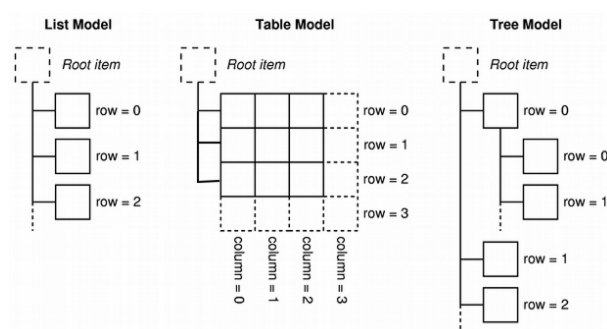 List Model
Root item
row = 0
row = 1
row = 2
Table Model
Root item
row = 0
row = 1
row = 2
row = 3
column = 0
column = 1
column = 2
column = 3
Tree Model
Root item
row = 0
row = 0
row = 1
row = 1
row = 2